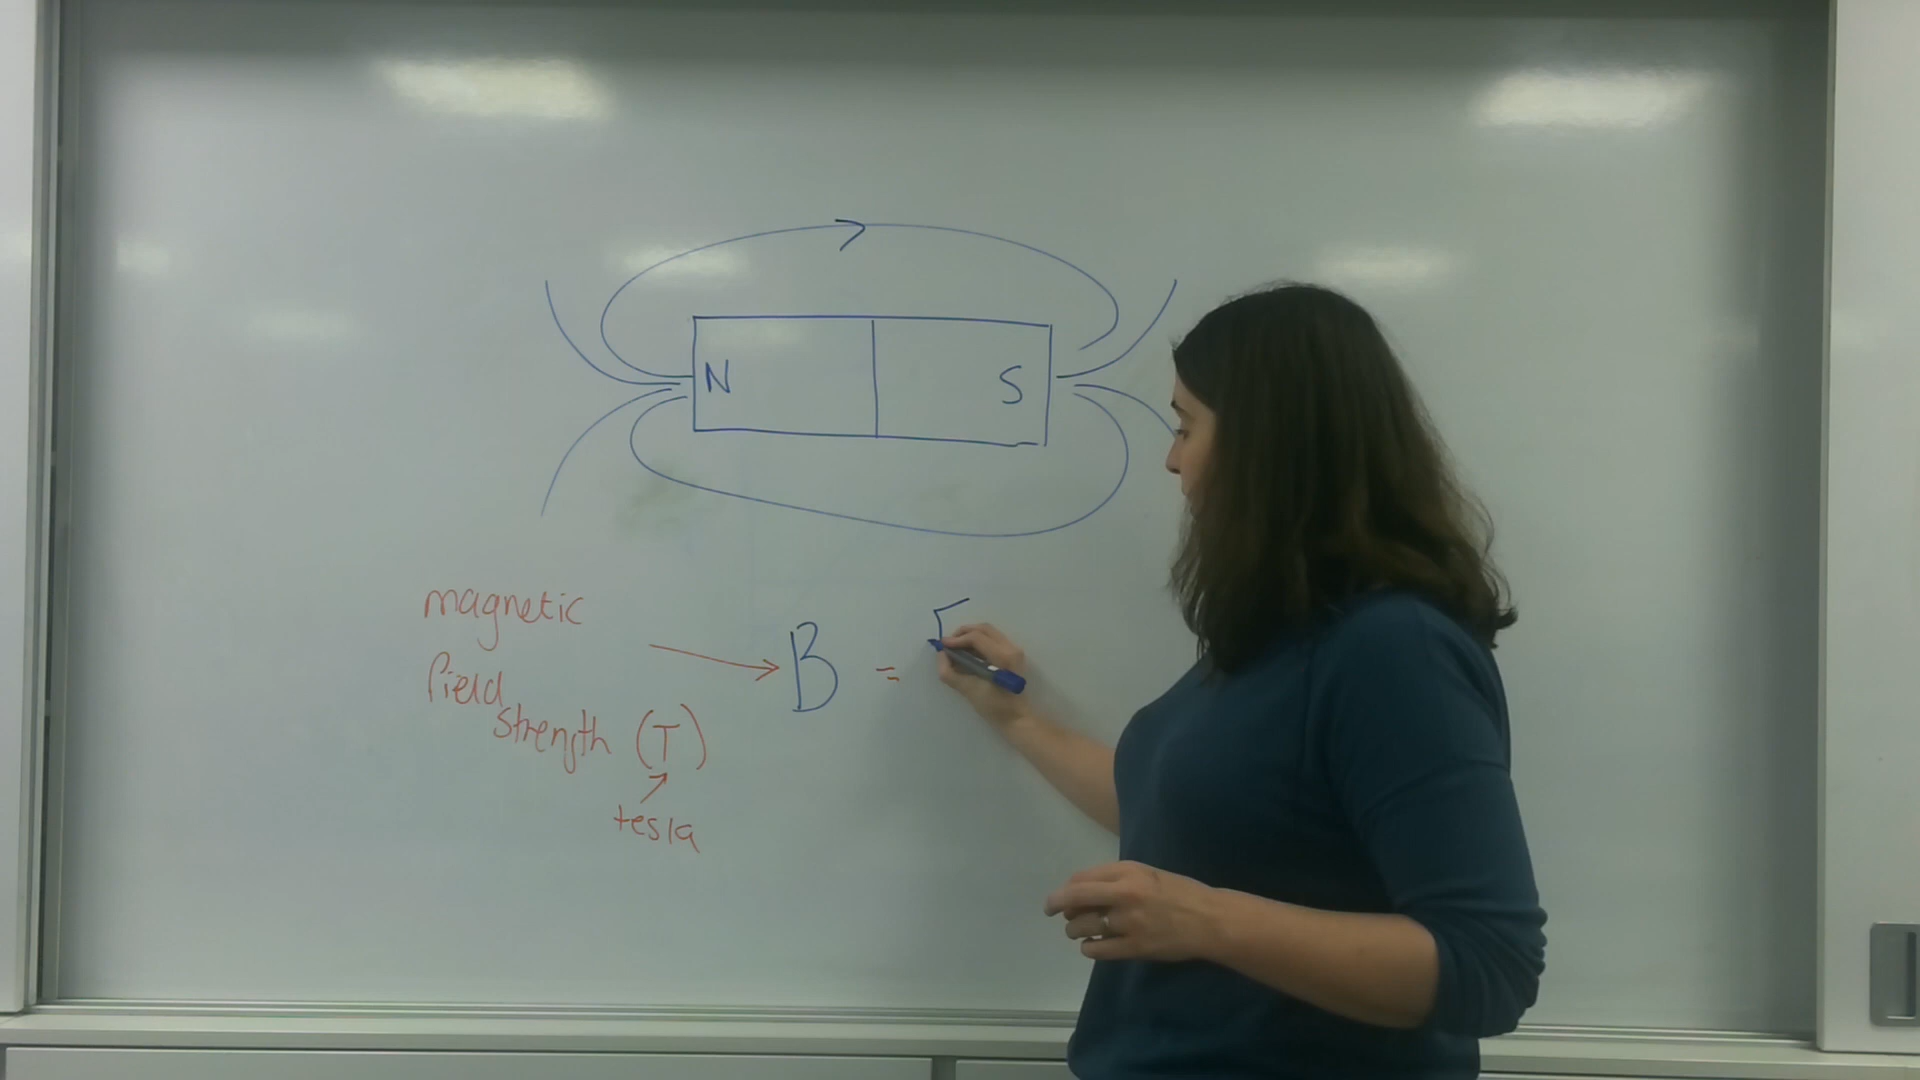 N S
magnetic
field
strength (T)
tesla
B =